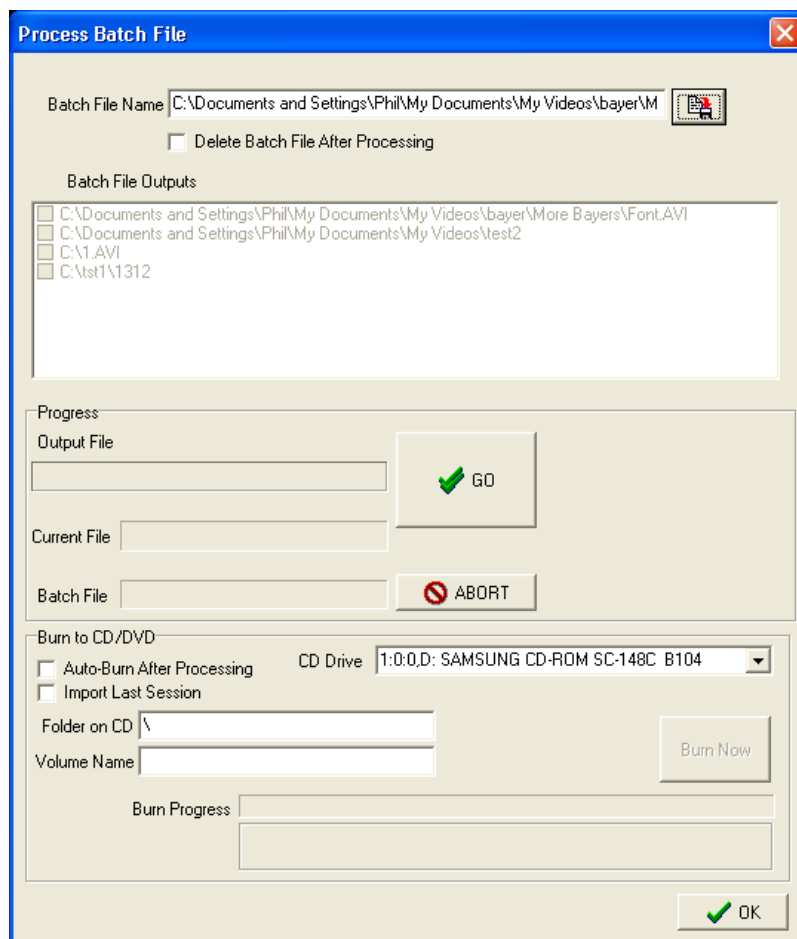 Process Batch File
Batch File Name C:\Documents and Settings\Phil\My Documents\My Videos\bayer\M
Delete Batch File After Processing
Batch File Outputs
C:\Documents and Settings\Phil\My Documents\My Videos\bayer\More Bayers\Font.AVI
C:\Documents and Settings\Phil\My Documents\My Videos\test2
C:\1.AVI
C:\tst1\1312
Progress
Output File
GO
Current File
Batch File
ABORT
Burn to CD/DVD
Auto-Burn After Processing
CD Drive 1:0:0,D: SAMSUNG CD-ROM SC-148C B104
Import Last Session
Folder on CD \
Volume Name
Burn Now
Burn Progress
OK